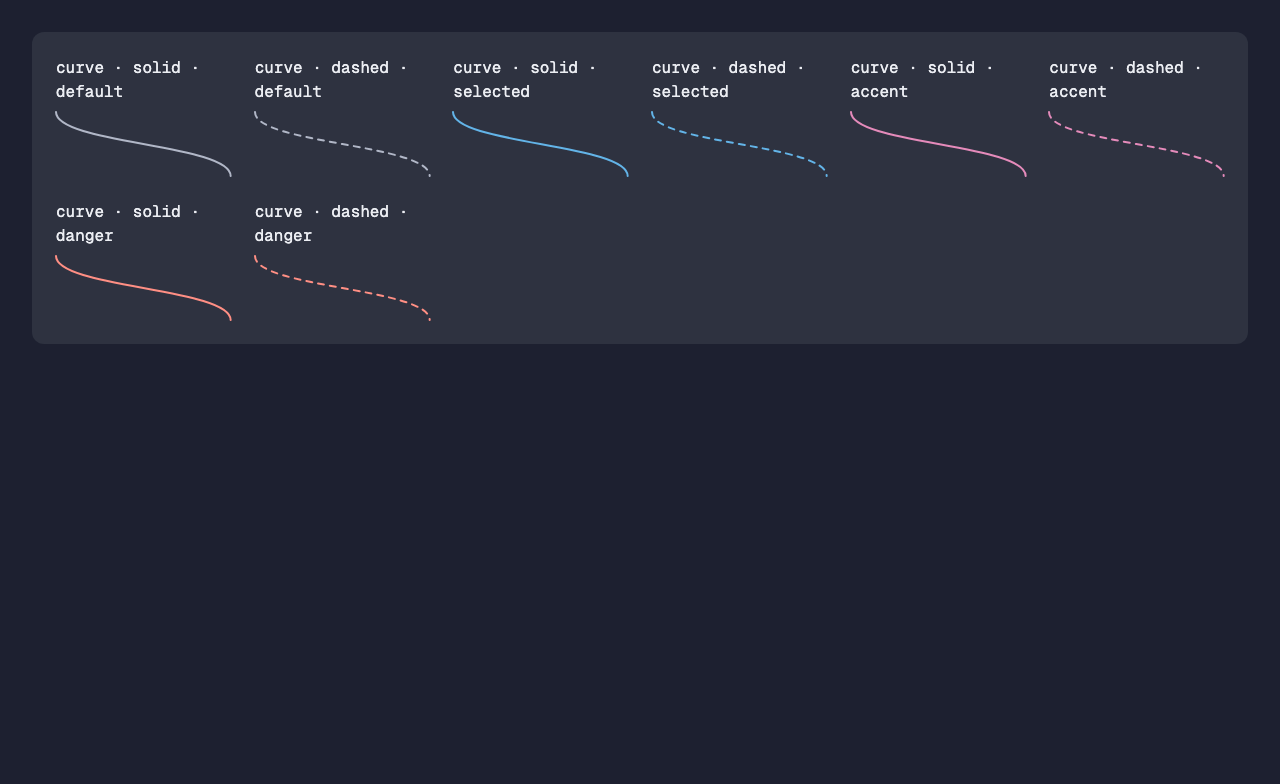 curve · solid ·
default
curve · dashed ·
default
curve · solid ·
selected
curve · dashed ·
selected
curve · solid ·
accent
curve · dashed ·
accent
curve · solid ·
danger
curve · dashed ·
danger